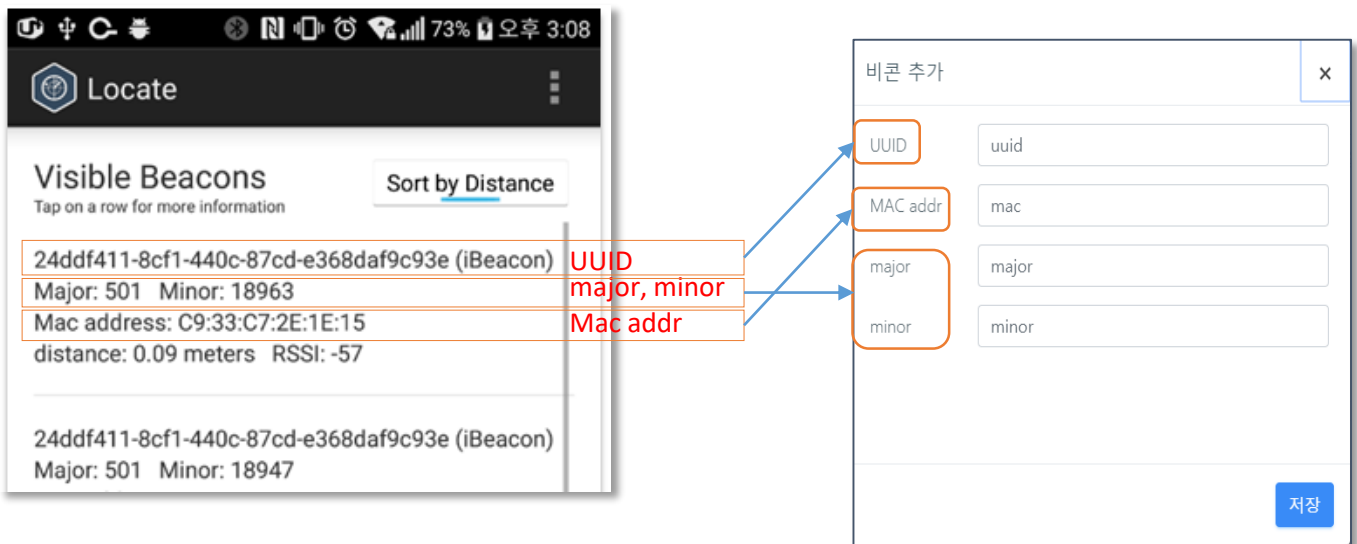 73% 오후 3:08
Locate
Visible Beacons
Tap on a row for more information
Sort by Distance
24ddf411-8cf1-440c-87cd-e368daf9c93e (iBeacon) UUID
Major: 501 Minor: 18963 major, minor
Mac address: C9:33:C7:2E:1E:15 Mac addr
distance: 0.09 meters RSSI: -57
24ddf411-8cf1-440c-87cd-e368daf9c93e (iBeacon)
Major: 501 Minor: 18947
비콘 추가 ×
UUID uuid
MAC addr mac
major major
minor minor
저장